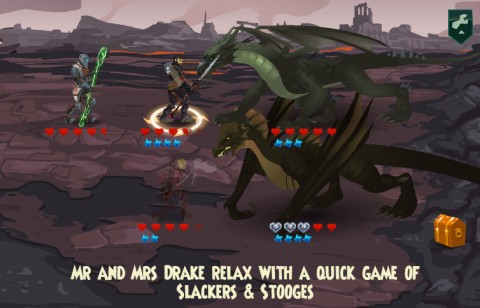 MR AND MRS DRAKE RELAX WITH A QUICK GAME OF
SLACKERS & STOOGES